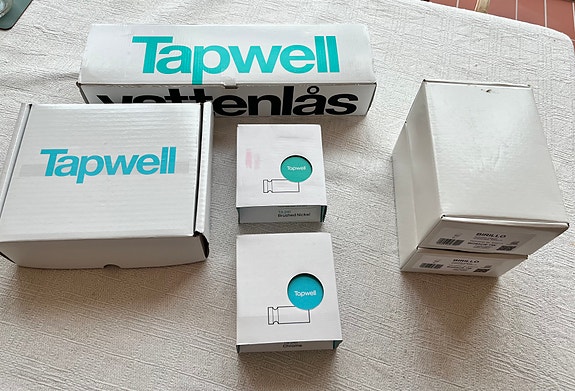 Tapwell
vattenlås
Tapwell
Tapwell
Brushed Nickel
Tapwell
Chrome
BIRILLO
BIRILLO